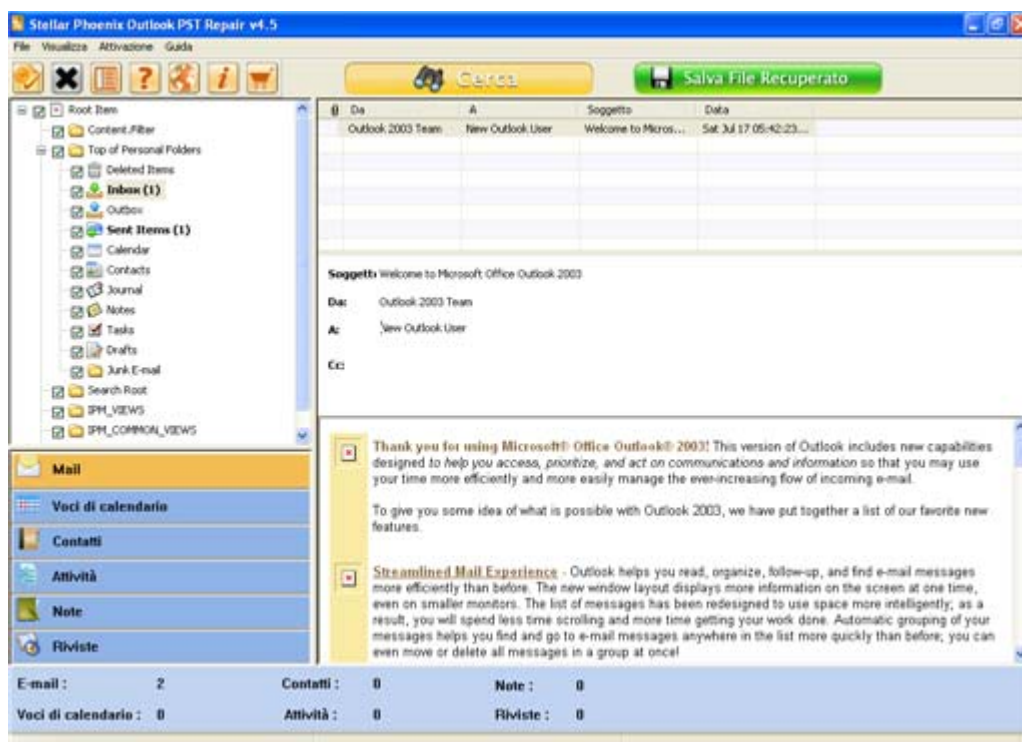 Stellar Phoenix Outlook PST Repair v4.5
File Visualizza Attivazione Guida
Cerca
Salva File Recuperato
Root Item
Content.Filter
Top of Personal Folders
Deleted Items
Inbox (1)
Outbox
Sent Items (1)
Calendar
Contacts
Journal
Notes
Tasks
Drafts
Junk E-mail
Search Root
IPM_VIEWS
IPM_COMMON_VIEWS
Mail
Voci di calendario
Contatti
Attività
Note
Riviste
Da A Soggetto Data
Outlook 2003 Team New Outlook User Welcome to Micros... Sat Jul 17 05:42:23...
Soggetto Welcome to Microsoft Office Outlook 2003
Da: Outlook 2003 Team
A: New Outlook User
Cc:
Thank you for using Microsoft® Office Outlook® 2003! This version of Outlook includes new capabilities
designed to help you access, prioritize, and act on communications and information so that you may use
your time more efficiently and more easily manage the ever-increasing flow of incoming e-mail.
To give you some idea of what is possible with Outlook 2003, we have put together a list of our favorite new
features.
Streamlined Mail Experience - Outlook helps you read, organize, follow-up, and find e-mail messages
more efficiently than before. The new window layout displays more information on the screen at one time,
even on smaller monitors. The list of messages has been redesigned to use space more intelligently; as a
result, you will spend less time scrolling and more time getting your work done. Automatic grouping of your
messages helps you find and go to e-mail messages anywhere in the list more quickly than before; you can
even move or delete all messages in a group at once!
E-mail : 2 Contatti : 0 Note : 0
Voci di calendario : 0 Attività : 0 Riviste : 0